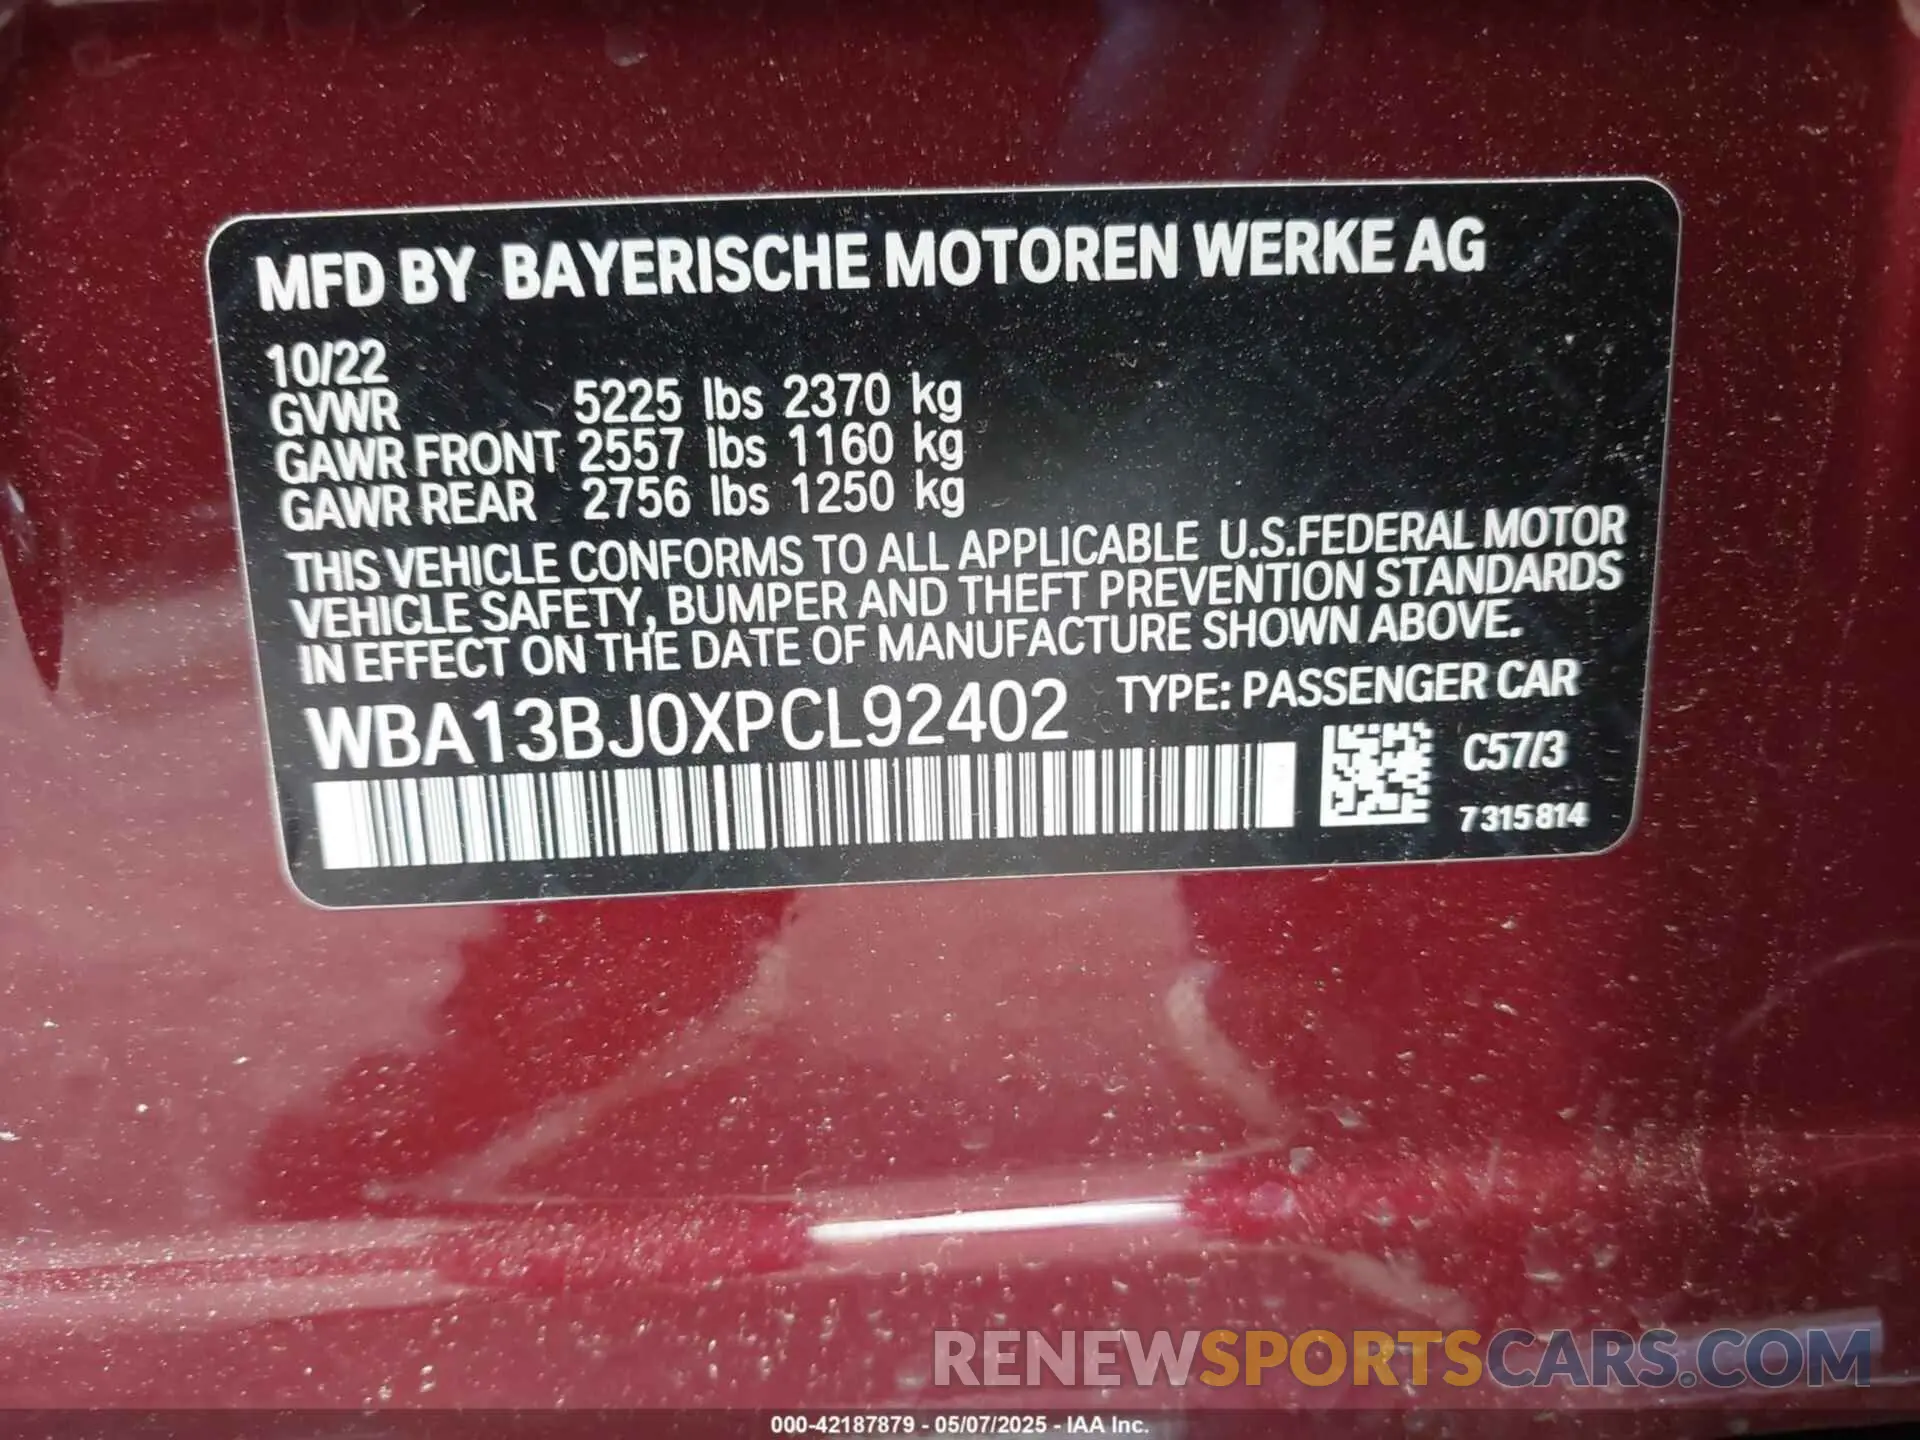 MFD BY BAYERISCHE MOTOREN WERKE AG
10/22
GVWR 5225 lbs 2370 kg
GAWR FRONT 2557 lbs 1160 kg
GAWR REAR 2756 lbs 1250 kg
THIS VEHICLE CONFORMS TO ALL APPLICABLE U.S.FEDERAL MOTOR
VEHICLE SAFETY, BUMPER AND THEFT PREVENTION STANDARDS
IN EFFECT ON THE DATE OF MANUFACTURE SHOWN ABOVE.
WBA13BJ0XPCL92402 TYPE: PASSENGER CAR
C57/3
7 315 814
RENEWSPORTSCARS.COM
000-42187879 - 05/07/2025 - IAA Inc.